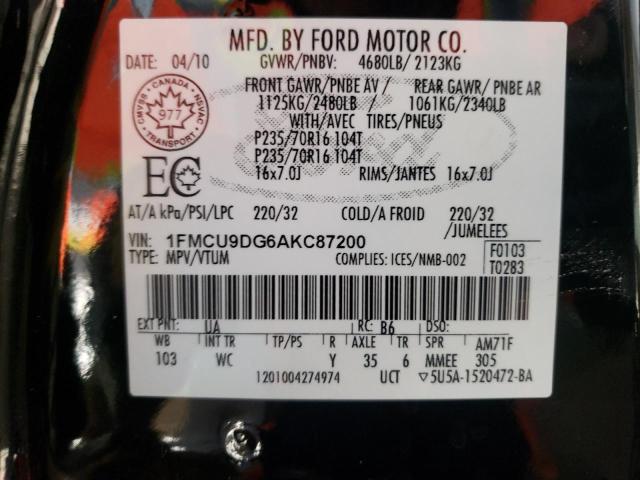 MFD. BY FORD MOTOR CO.
DATE: 04/10
GVWR/PNBV: 4680LB/ 2123KG
FRONT GAWR/PNBE AV / REAR GAWR/ PNBE AR
1125KG/2480LB / 1061KG/2340LB
WITH/AVEC TIRES/PNEUS
P235/70R16 104T
P235/70R16 104T
16x7.0J RIMS/JANTES 16x7.0J
CANADA
CMVSS NSVAC
977
TRANSPORT
EC
AT/A kPa/PSI/LPC 220/32 COLD/A FROID 220/32
/JUMELEES
VIN: 1FMCU9DG6AKC87200
TYPE: MPV/VTUM COMPLIES: ICES/NMB-002
F0103
T0283
EXT PNT: UA RC: B6 DSO:
WB INT TR TP/PS R AXLE TR SPR AM71F
103 WC Y 35 6 MMEE 305
1201004274974 UCT ▽5U5A-1520472-BA